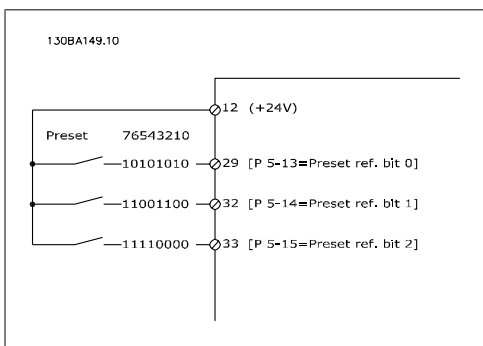 130BA149.10
12 (+24V)
Preset 76543210
10101010 29 [P 5-13=Preset ref. bit 0]
11001100 32 [P 5-14=Preset ref. bit 1]
11110000 33 [P 5-15=Preset ref. bit 2]